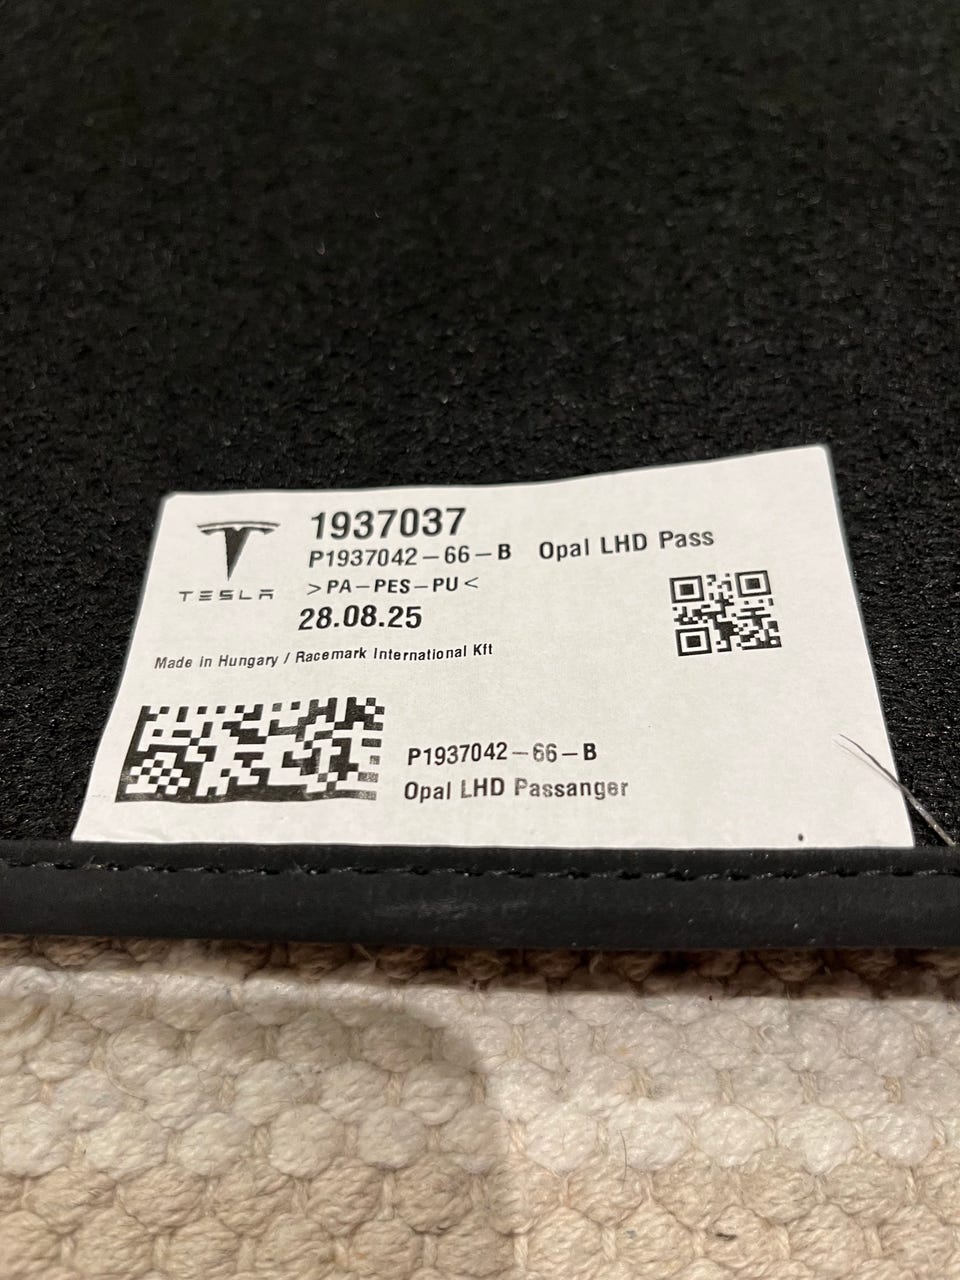 1937037
P1937042-66-B Opal LHD Pass
>PA-PES-PU<
TESLA
28.08.25
Made in Hungary / Racemark International Kft
P1937042-66-B
Opal LHD Passanger